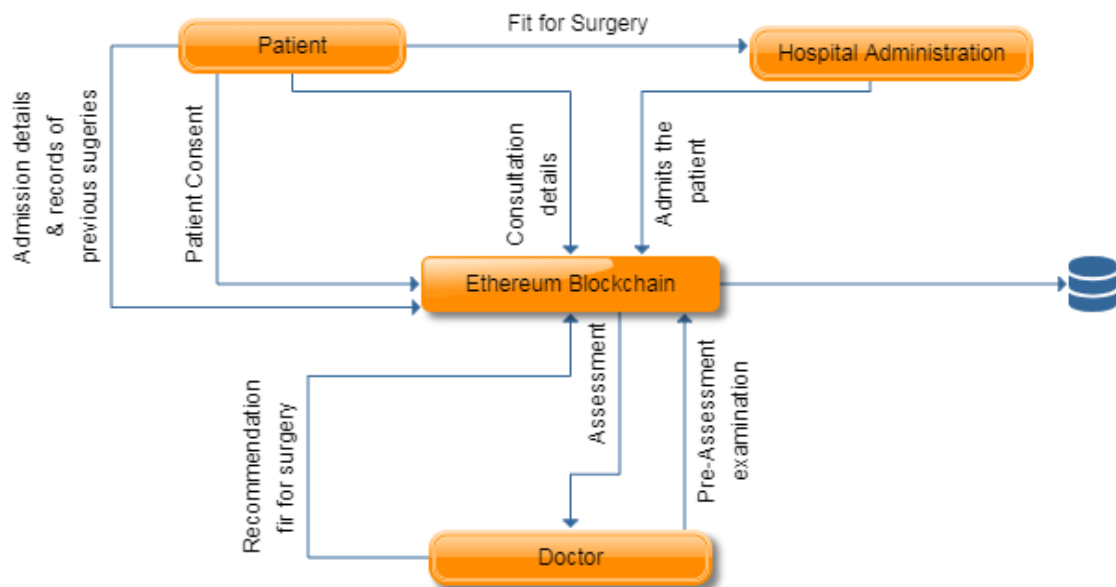 Fit for Surgery
Patient
Hospital Administration
Admission details
& records of
previous sugeries
Patient Consent
Consultation
details
Admits the
patient
Ethereum Blockchain
Recommendation
fir for surgery
Assessment
Pre-Assessment
examination
Doctor